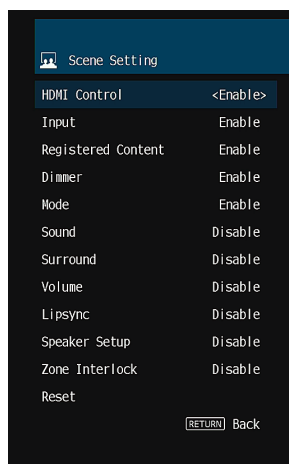 Scene Setting
HDMI Control <Enable>
Input Enable
Registered Content Enable
Dimmer Enable
Mode Enable
Sound Disable
Surround Disable
Volume Disable
Lipsync Disable
Speaker Setup Disable
Zone Interlock Disable
Reset
RETURN Back